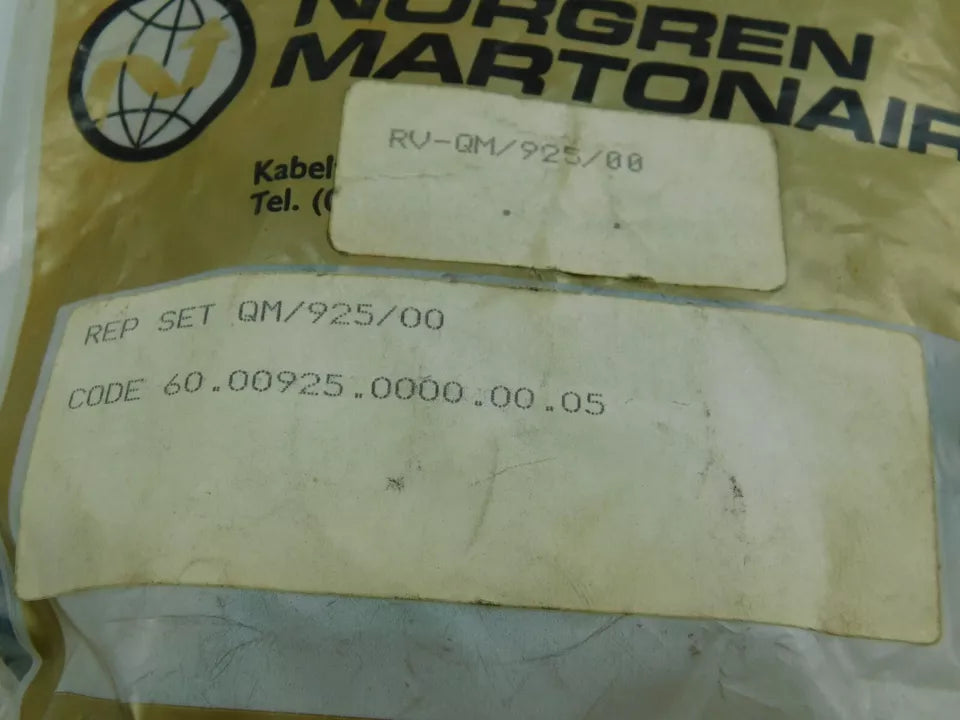 NORGREN
MARTONAIR
RV-QM/925/00
Kabel
Tel. (0
REP SET QM/925/00
CODE 60.00925.0000.00.05